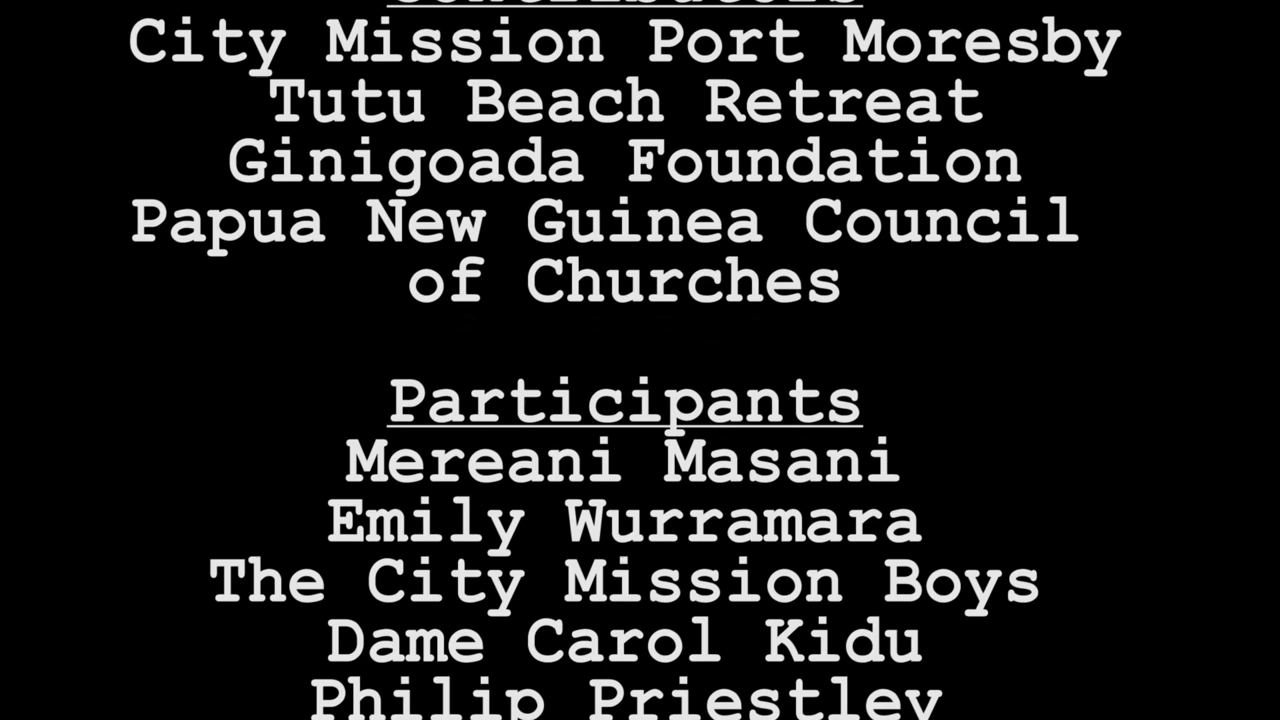 Contributors
City Mission Port Moresby
Tutu Beach Retreat
Ginigoada Foundation
Papua New Guinea Council
of Churches
Participants
Mereani Masani
Emily Wurramara
The City Mission Boys
Dame Carol Kidu
Philip Priestley